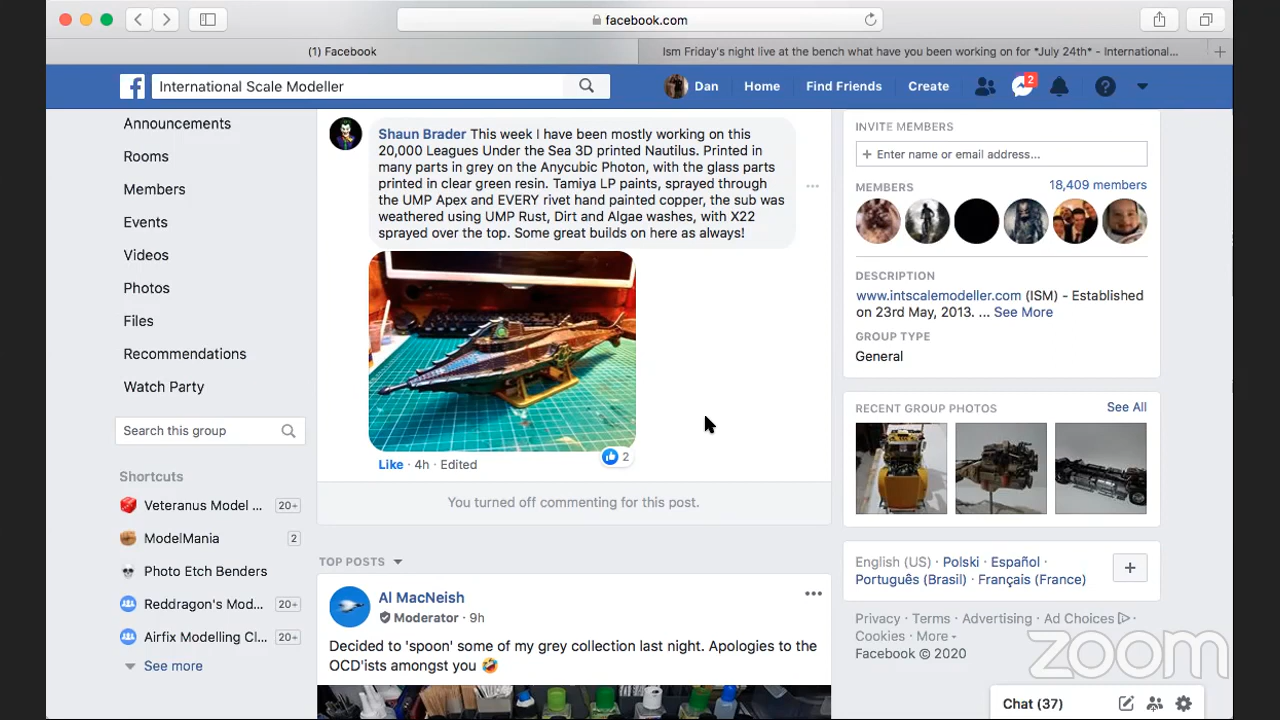 facebook.com
(1) Facebook
Ism Friday's night live at the bench what have you been working on for *July 24th* - International...
International Scale Modeller
Dan
Home
Find Friends
Create
2
Announcements
Rooms
Members
Events
Videos
Photos
Files
Recommendations
Watch Party
Search this group
Shortcuts
Veteranus Model ... 20+
ModelMania 2
Photo Etch Benders
Reddragon's Mod... 20+
Airfix Modelling Cl... 20+
See more
Shaun Brader This week I have been mostly working on this
20,000 Leagues Under the Sea 3D printed Nautilus. Printed in
many parts in grey on the Anycubic Photon, with the glass parts
printed in clear green resin. Tamiya LP paints, sprayed through
the UMP Apex and EVERY rivet hand painted copper, the sub was
weathered using UMP Rust, Dirt and Algae washes, with X22
sprayed over the top. Some great builds on here as always!
Like · 4h · Edited
2
You turned off commenting for this post.
TOP POSTS
Al MacNeish
Moderator · 9h
Decided to 'spoon' some of my grey collection last night. Apologies to the
OCD'ists amongst you
INVITE MEMBERS
+ Enter name or email address...
MEMBERS
18,409 members
DESCRIPTION
www.intscalemodeller.com (ISM) - Established
on 23rd May, 2013. ... See More
GROUP TYPE
General
RECENT GROUP PHOTOS
See All
English (US) · Polski · Español ·
Português (Brasil) · Français (France)
Privacy · Terms · Advertising · Ad Choices ·
Cookies · More
Facebook © 2020
zoom
Chat (37)